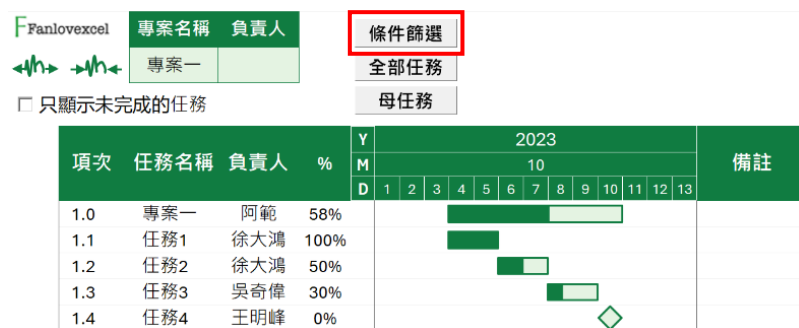 Fanlovexcel 專案名稱 負責人 條件篩選
專案一 全部任務
只顯示未完成的任務 母任務
項次 任務名稱 負責人 % Y 2023 備註
M 10
D 1 2 3 4 5 6 7 8 9 10 11 12 13
1.0 專案一 阿範 58%
1.1 任務1 徐大鴻 100%
1.2 任務2 徐大鴻 50%
1.3 任務3 吳奇偉 30%
1.4 任務4 王明峰 0%